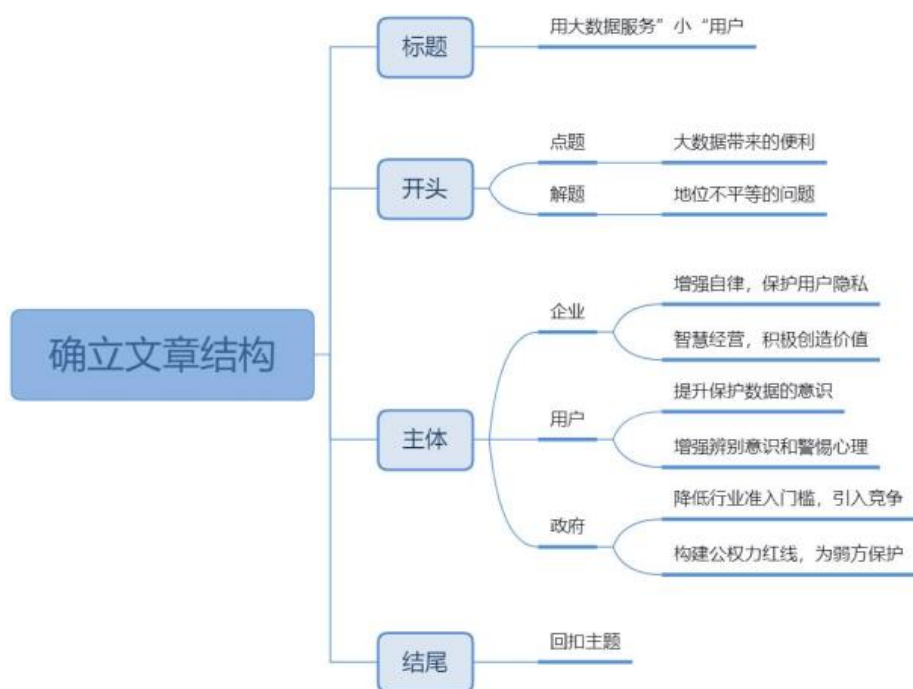 确立文章结构
标题
用大数据服务”小“用户
开头
点题
大数据带来的便利
解题
地位不平等的问题
主体
企业
增强自律，保护用户隐私
智慧经营，积极创造价值
用户
提升保护数据的意识
增强辨别意识和警惕心理
政府
降低行业准入门槛，引入竞争
构建公权力红线，为弱方保护
结尾
回扣主题